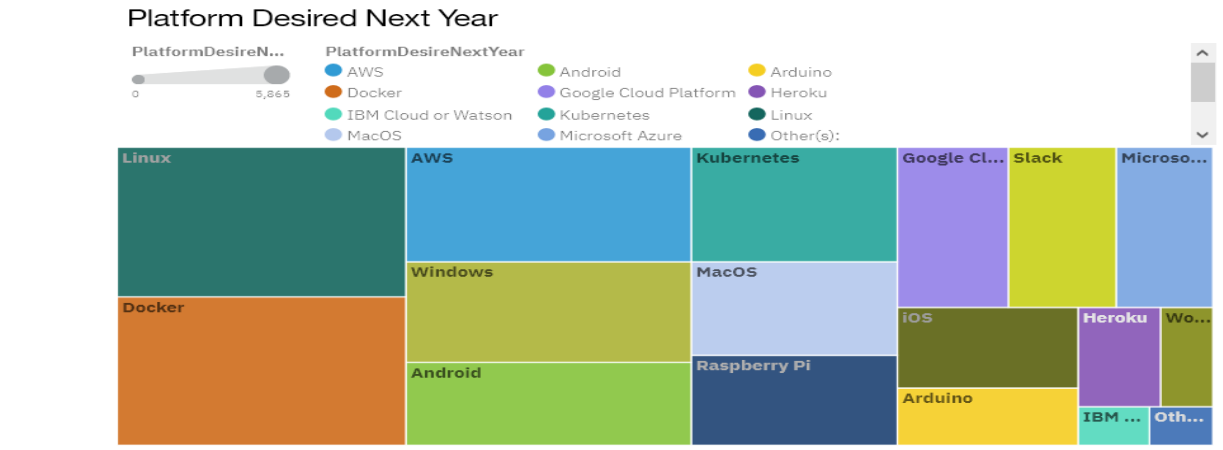 Platform Desired Next Year
PlatformDesireN... PlatformDesireNextYear
0 5,865
AWS Android Arduino
Docker Google Cloud Platform Heroku
IBM Cloud or Watson Kubernetes Linux
MacOS Microsoft Azure Other(s):
Linux AWS Kubernetes Google Cl... Slack Microso...
Windows MacOS
Docker iOS Heroku Wo...
Android Raspberry Pi
Arduino
IBM ... Oth...